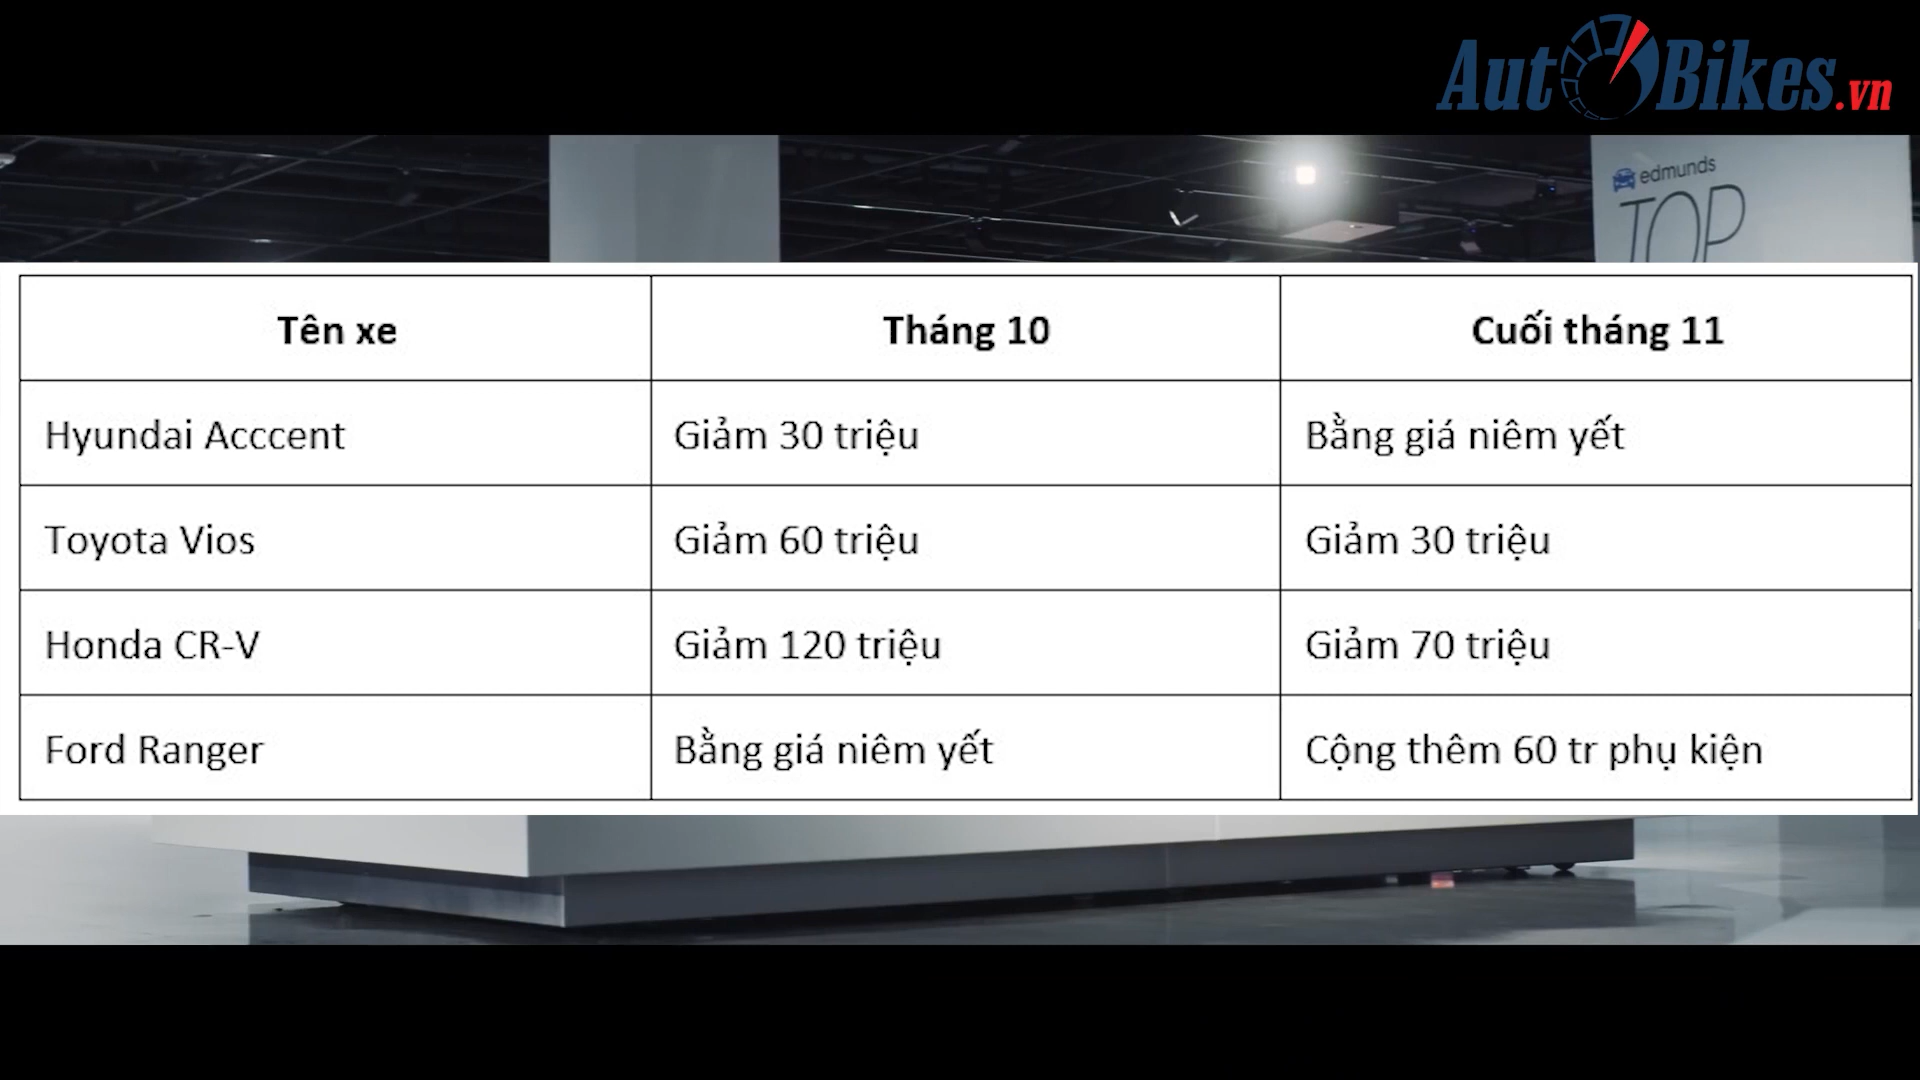 AutoBikes.vn
edmunds
TOP
Tên xe Tháng 10 Cuối tháng 11
Hyundai Acccent Giảm 30 triệu Bằng giá niêm yết
Toyota Vios Giảm 60 triệu Giảm 30 triệu
Honda CR-V Giảm 120 triệu Giảm 70 triệu
Ford Ranger Bằng giá niêm yết Cộng thêm 60 tr phụ kiện